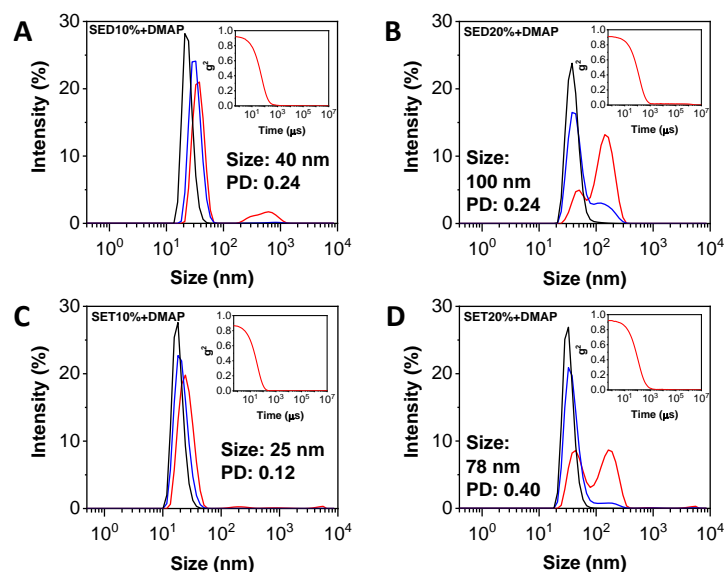 A
SED10%+DMAP
Intensity (%)
30
20
10
0
10⁰ 10¹ 10² 10³ 10⁴
Size (nm)
Size: 40 nm
PD: 0.24
g²
1.0
0.8
0.6
0.4
0.2
0.0
10¹ 10³ 10⁵ 10⁷
Time (µs)
B
SED20%+DMAP
Intensity (%)
30
20
10
0
10⁰ 10¹ 10² 10³ 10⁴
Size (nm)
Size:
100 nm
PD: 0.24
g²
1.0
0.8
0.6
0.4
0.2
0.0
10¹ 10³ 10⁵ 10⁷
Time (µs)
C
SET10%+DMAP
Intensity (%)
30
20
10
0
10⁰ 10¹ 10² 10³ 10⁴
Size (nm)
Size: 25 nm
PD: 0.12
g²
1.0
0.8
0.6
0.4
0.2
0.0
10¹ 10³ 10⁵ 10⁷
Time (µs)
D
SET20%+DMAP
Intensity (%)
30
20
10
0
10⁰ 10¹ 10² 10³ 10⁴
Size (nm)
Size:
78 nm
PD: 0.40
g²
1.0
0.8
0.6
0.4
0.2
0.0
10¹ 10³ 10⁵ 10⁷
Time (µs)